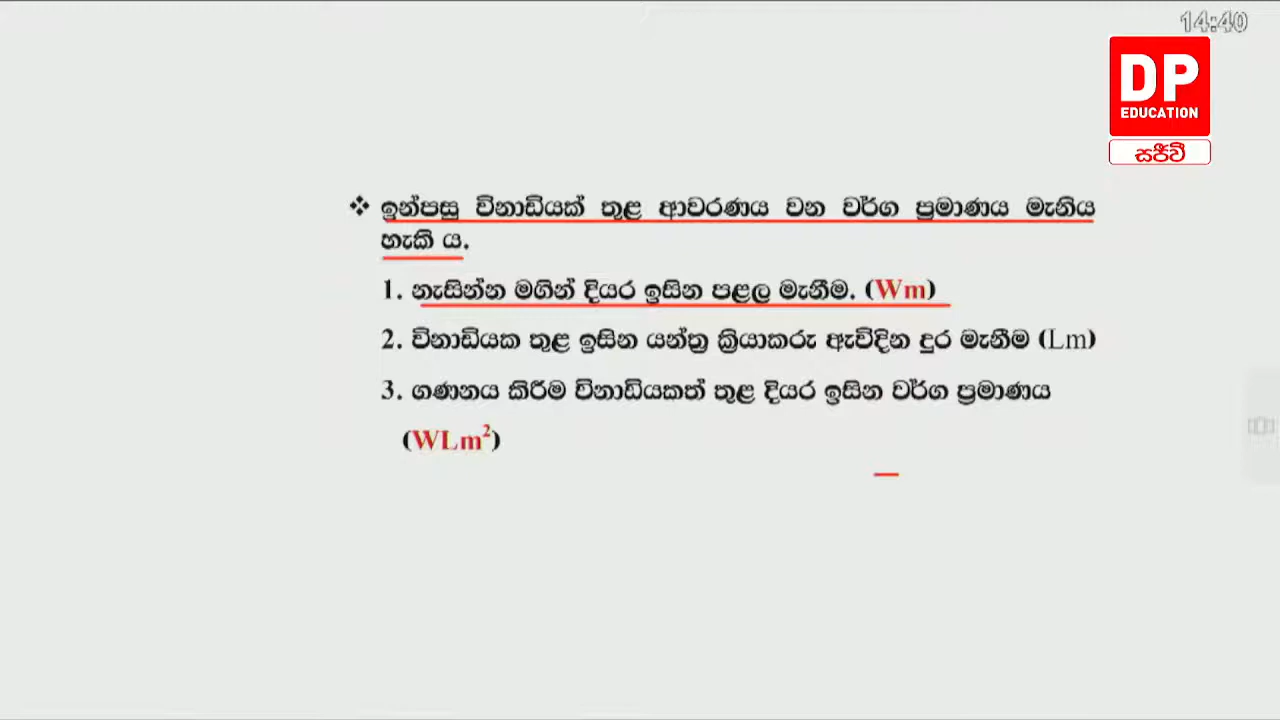 14:40
DP
EDUCATION
සජීවී
❖ ඉන්පසු විනාඩියක් තුළ ආවරණය වන වර්ග ප්‍රමාණය මැනිය
හැකි ය.
1. නැසින්න මගින් දියර ඉසින පළල මැනීම. (Wm)
2. විනාඩියක තුළ ඉසින යන්ත්‍ර ක්‍රියාකරු ඇවිදින දුර මැනීම (Lm)
3. ගණනය කිරීම විනාඩියකත් තුළ දියර ඉසින වර්ග ප්‍රමාණය
(WLm²)